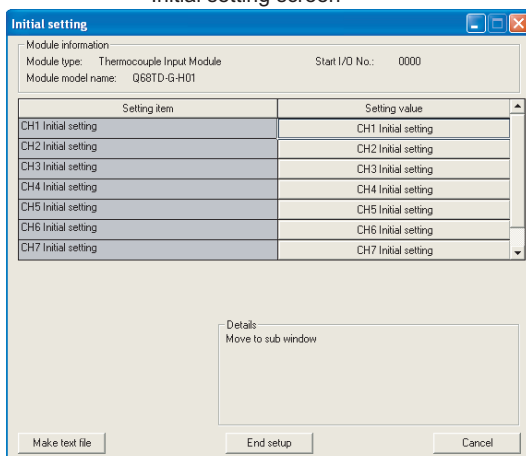 Initial setting screen
Initial setting
Module information
Module type: Thermocouple Input Module Start I/O No.: 0000
Module model name: Q68TD-G-H01
Setting item Setting value
CH1 Initial setting CH1 Initial setting
CH2 Initial setting CH2 Initial setting
CH3 Initial setting CH3 Initial setting
CH4 Initial setting CH4 Initial setting
CH5 Initial setting CH5 Initial setting
CH6 Initial setting CH6 Initial setting
CH7 Initial setting CH7 Initial setting
Details
Move to sub window
Make text file End setup Cancel